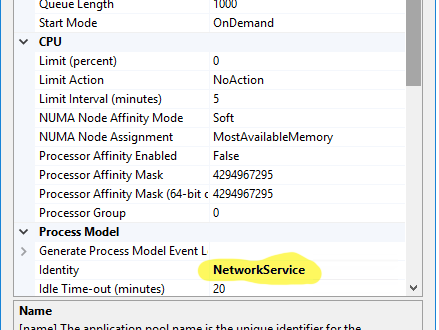 Queue Length 1000
Start Mode OnDemand
CPU
Limit (percent) 0
Limit Action NoAction
Limit Interval (minutes) 5
NUMA Node Affinity Mode Soft
NUMA Node Assignment MostAvailableMemory
Processor Affinity Enabled False
Processor Affinity Mask 4294967295
Processor Affinity Mask (64-bit c 4294967295
Processor Group 0
Process Model
Generate Process Model Event L
Identity NetworkService
Idle Time-out (minutes) 20
Name
[name] The application pool name is the unique identifier for the